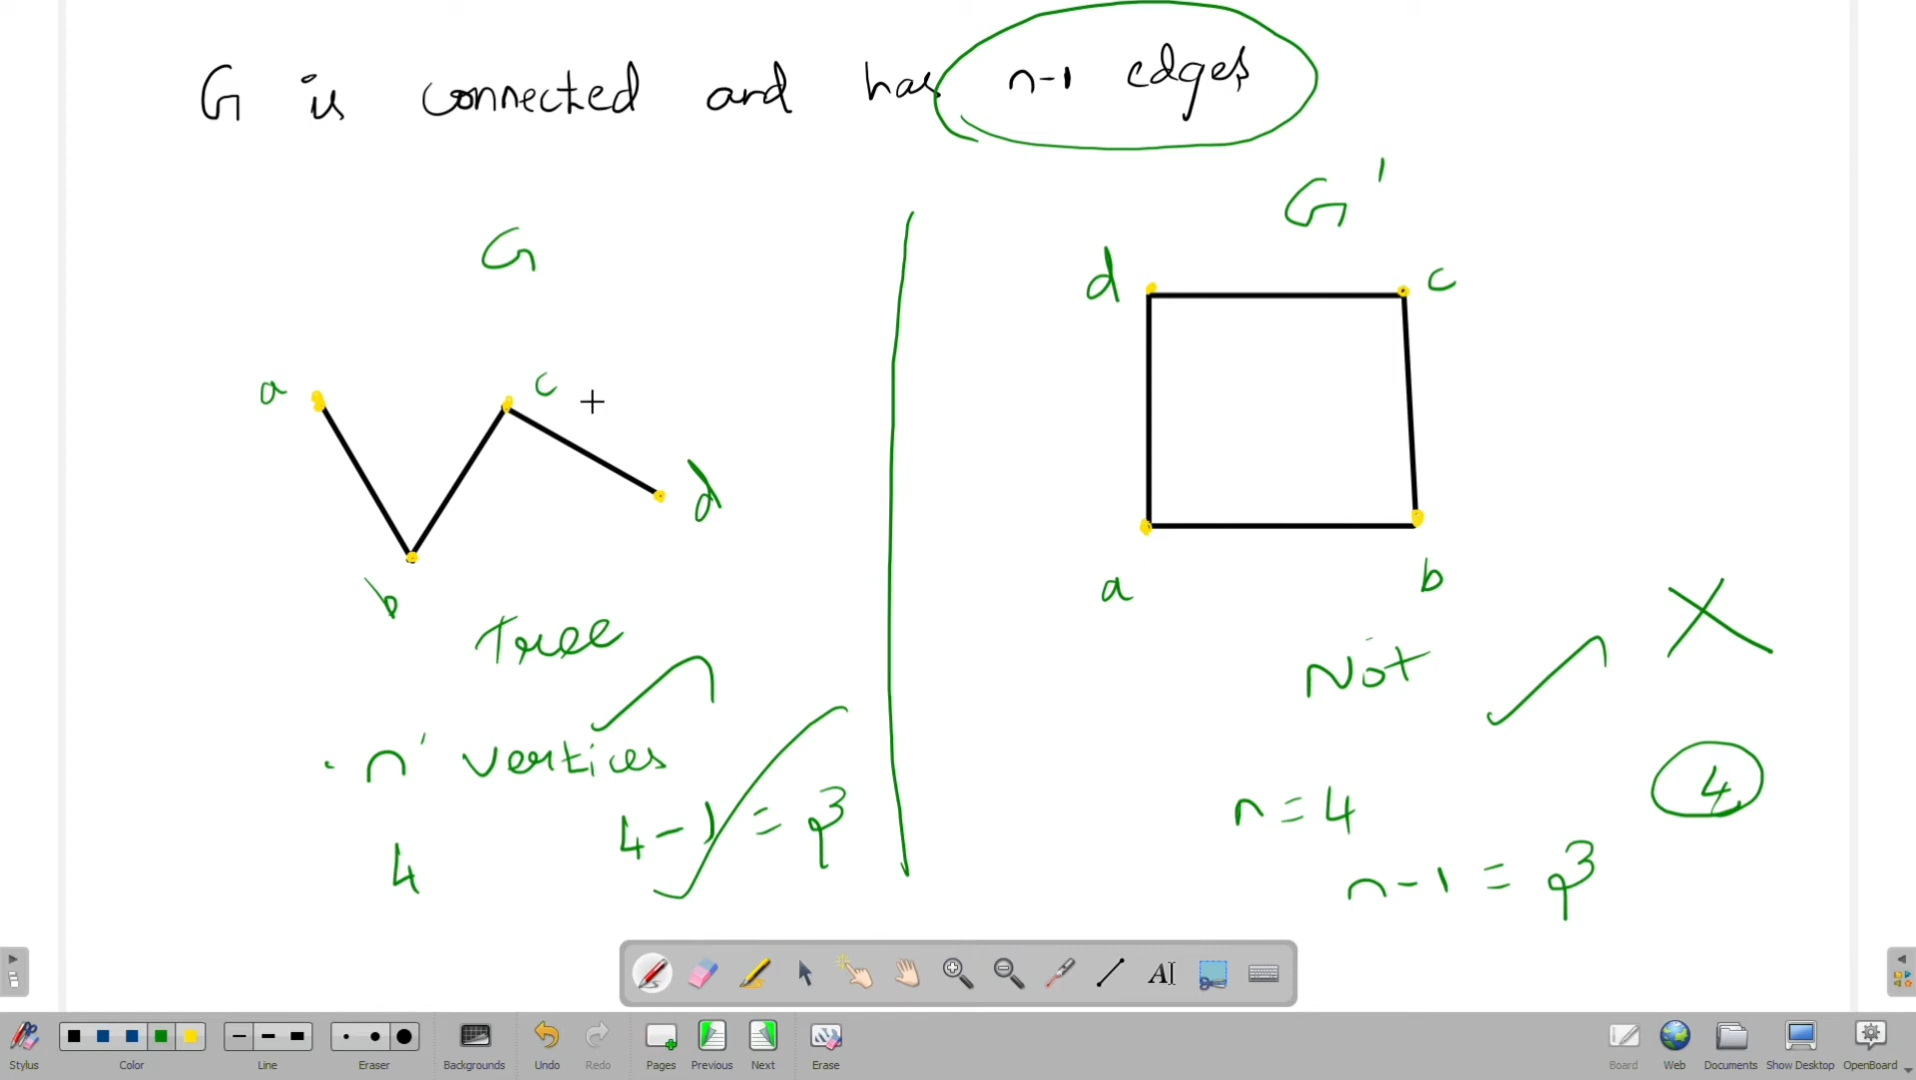 G is connected and has n-1 edges
G
a
c
d
b
Tree
'n' vertices
4
4-1 = 3
G'
d
c
a
b
Not
n = 4
4
n-1 = 3
AI
Stylus
Color
Line
Eraser
Backgrounds
Undo
Redo
Pages
Previous
Next
Erase
Board
Web
Documents
Show Desktop
OpenBoard